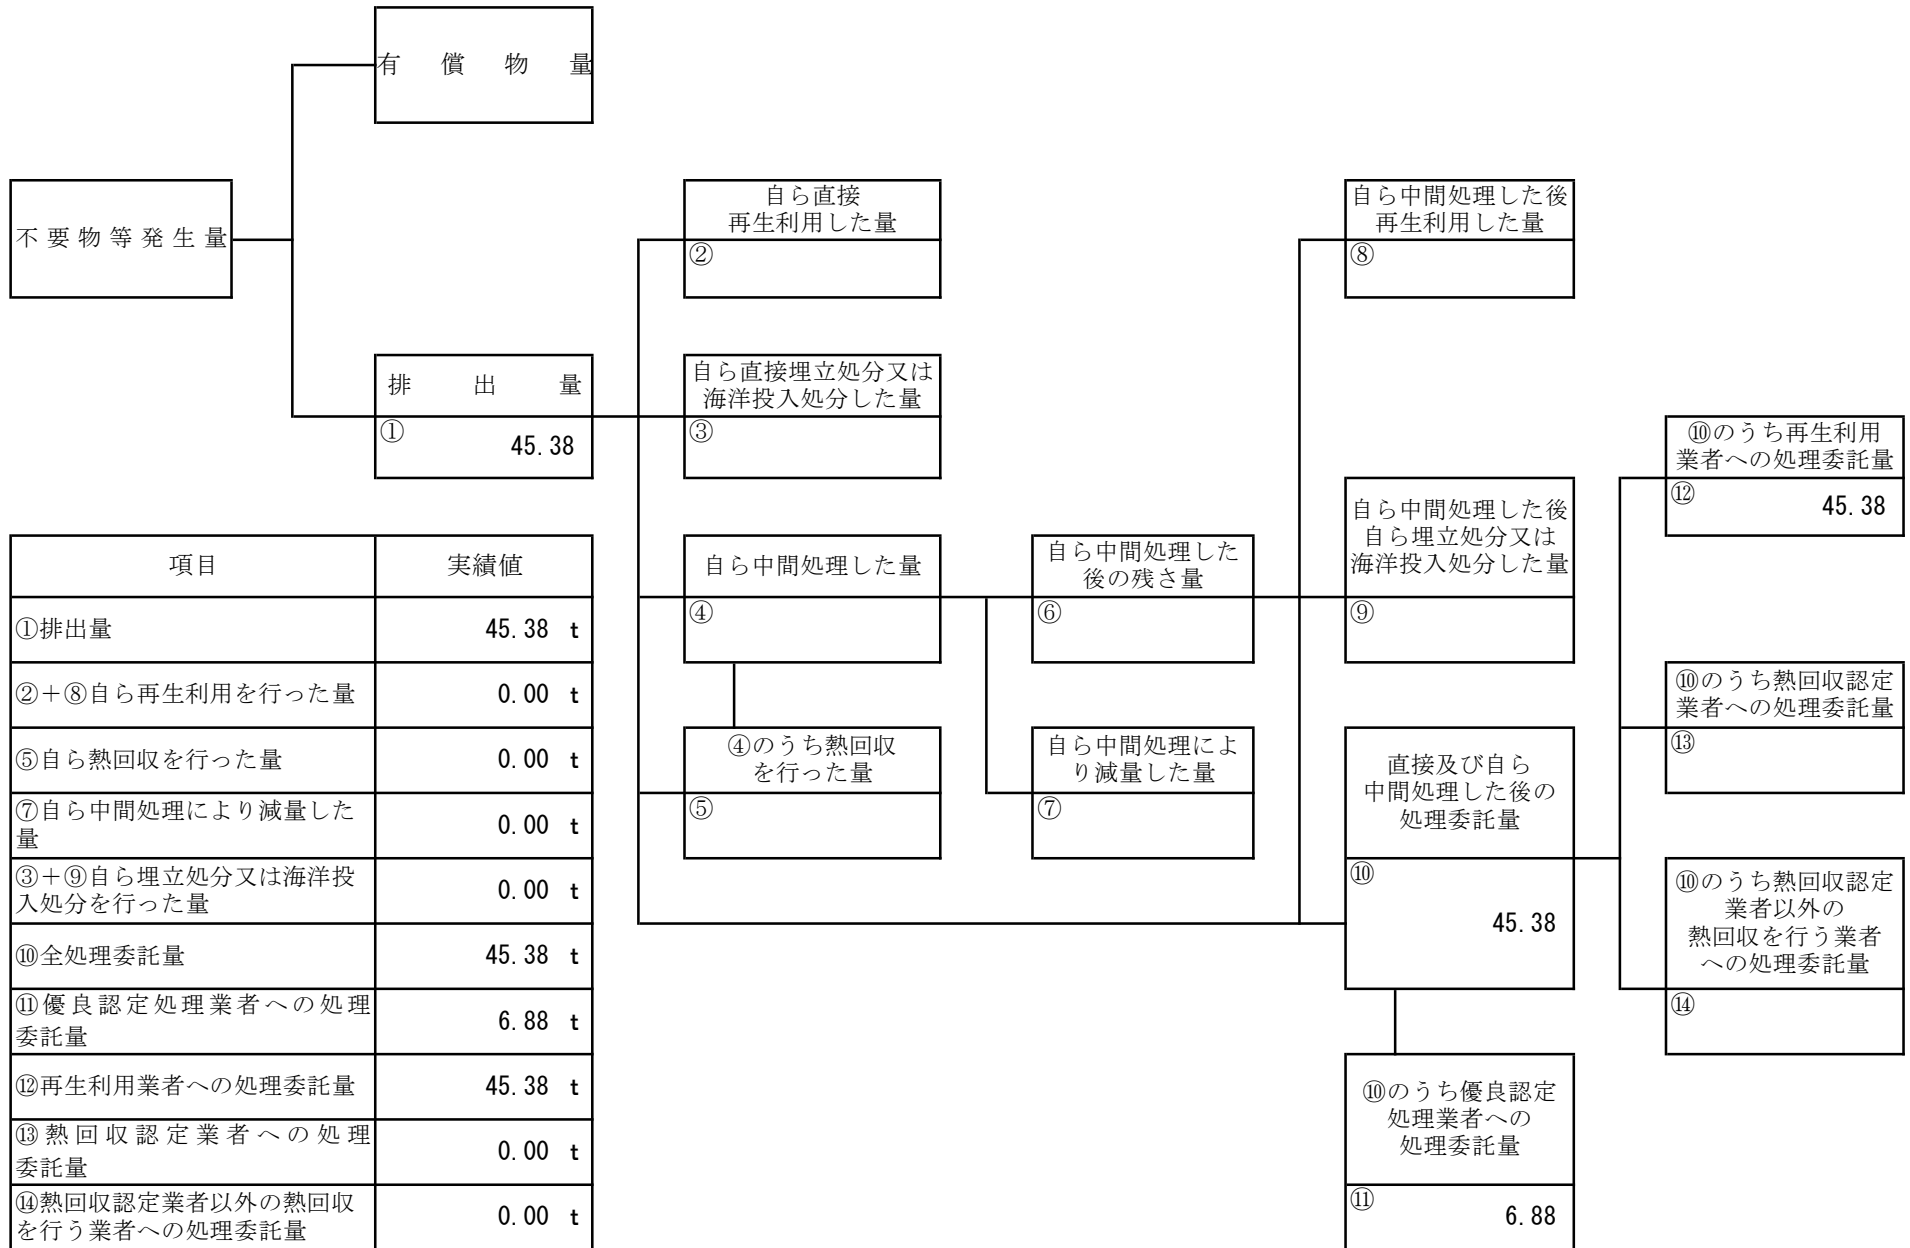 有償物量
不要物等発生量
自ら直接
再生利用した量
②
自ら中間処理した後
再生利用した量
⑧
排出量
①
45.38
自ら直接埋立処分又は
海洋投入処分した量
③
⑩のうち再生利用
業者への処理委託量
⑫
45.38
自ら中間処理した量
④
自ら中間処理した
後の残さ量
⑥
自ら中間処理した後
自ら埋立処分又は
海洋投入処分した量
⑨
⑩のうち熱回収認定
業者への処理委託量
⑬
④のうち熱回収
を行った量
⑤
自ら中間処理によ
り減量した量
⑦
直接及び自ら
中間処理した後の
処理委託量
⑩
45.38
⑩のうち熱回収認定
業者以外の
熱回収を行う業者
への処理委託量
⑭
⑩のうち優良認定
処理業者への
処理委託量
⑪
6.88
項目 実績値
①排出量 45.38 t
②＋⑧自ら再生利用を行った量 0.00 t
⑤自ら熱回収を行った量 0.00 t
⑦自ら中間処理により減量した
量 0.00 t
③＋⑨自ら埋立処分又は海洋投
入処分を行った量 0.00 t
⑩全処理委託量 45.38 t
⑪優良認定処理業者への処理
委託量 6.88 t
⑫再生利用業者への処理委託量 45.38 t
⑬熱回収認定業者への処理
委託量 0.00 t
⑭熱回収認定業者以外の熱回収
を行う業者への処理委託量 0.00 t